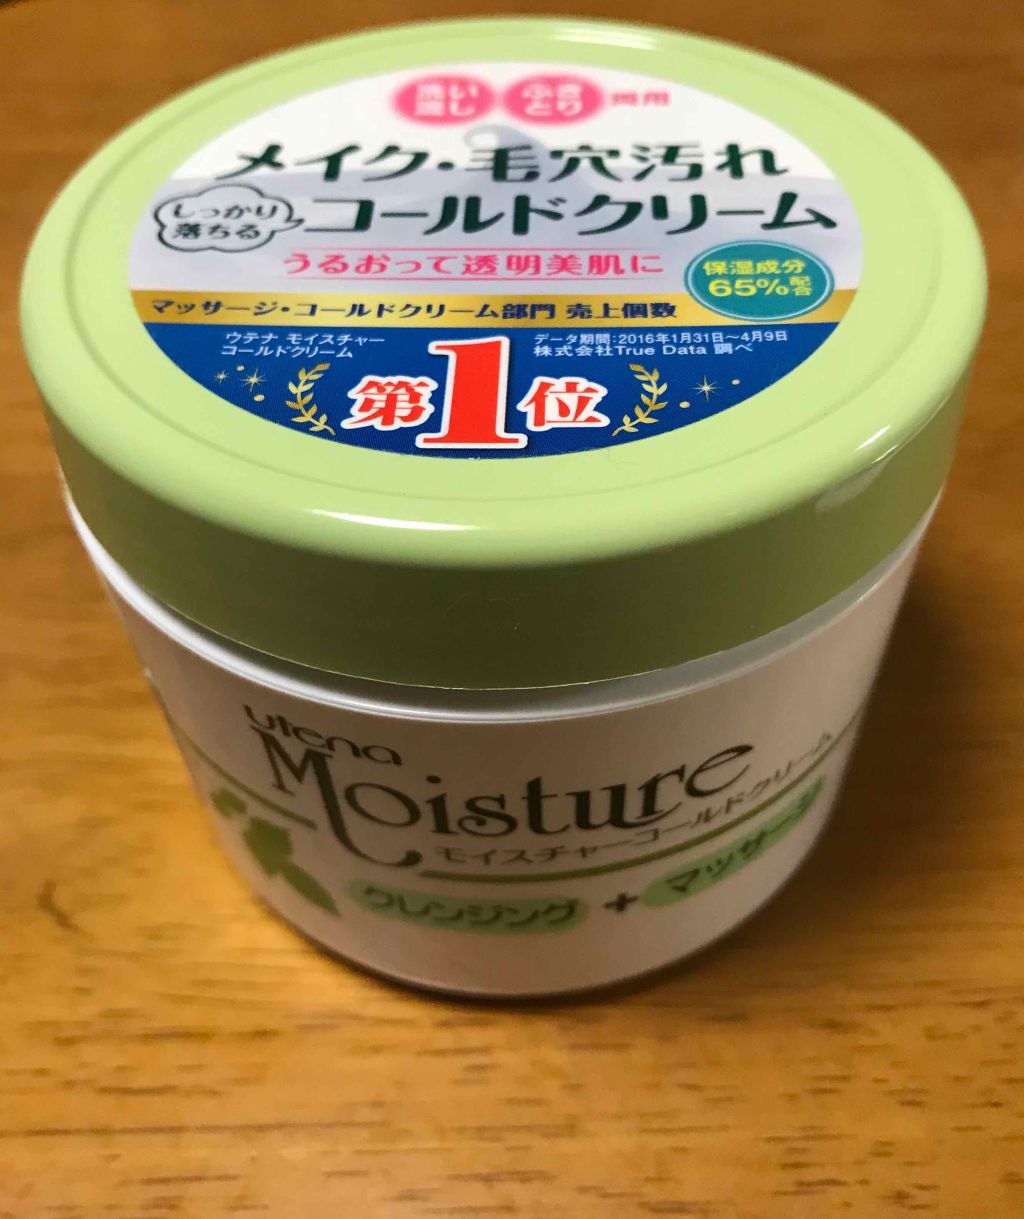 洗い ふき
流し とり 両用
メイク・毛穴汚れ
しっかり
落ちる
コールドクリーム
うるおって透明美肌に
保湿成分
65%配合
マッサージ・コールドクリーム部門 売上個数
ウテナ モイスチャー
コールドクリーム
データ期間:2016年1月31日~4月9日
株式会社True Data 調べ
第1位
utena
Moisture
モイスチャーコールドクリーム
クレンジング + マッサージ